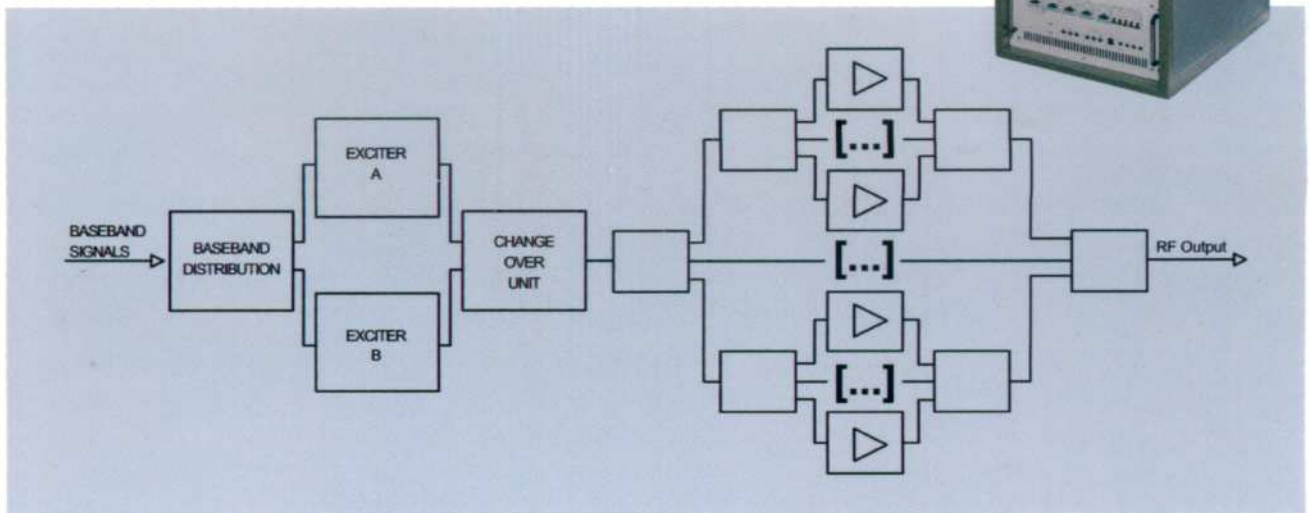 BASEBAND
SIGNALS
BASEBAND
DISTRIBUTION
EXCITER
A
EXCITER
B
CHANGE
OVER
UNIT
[...]
[...]
[...]
[...]
RF Output